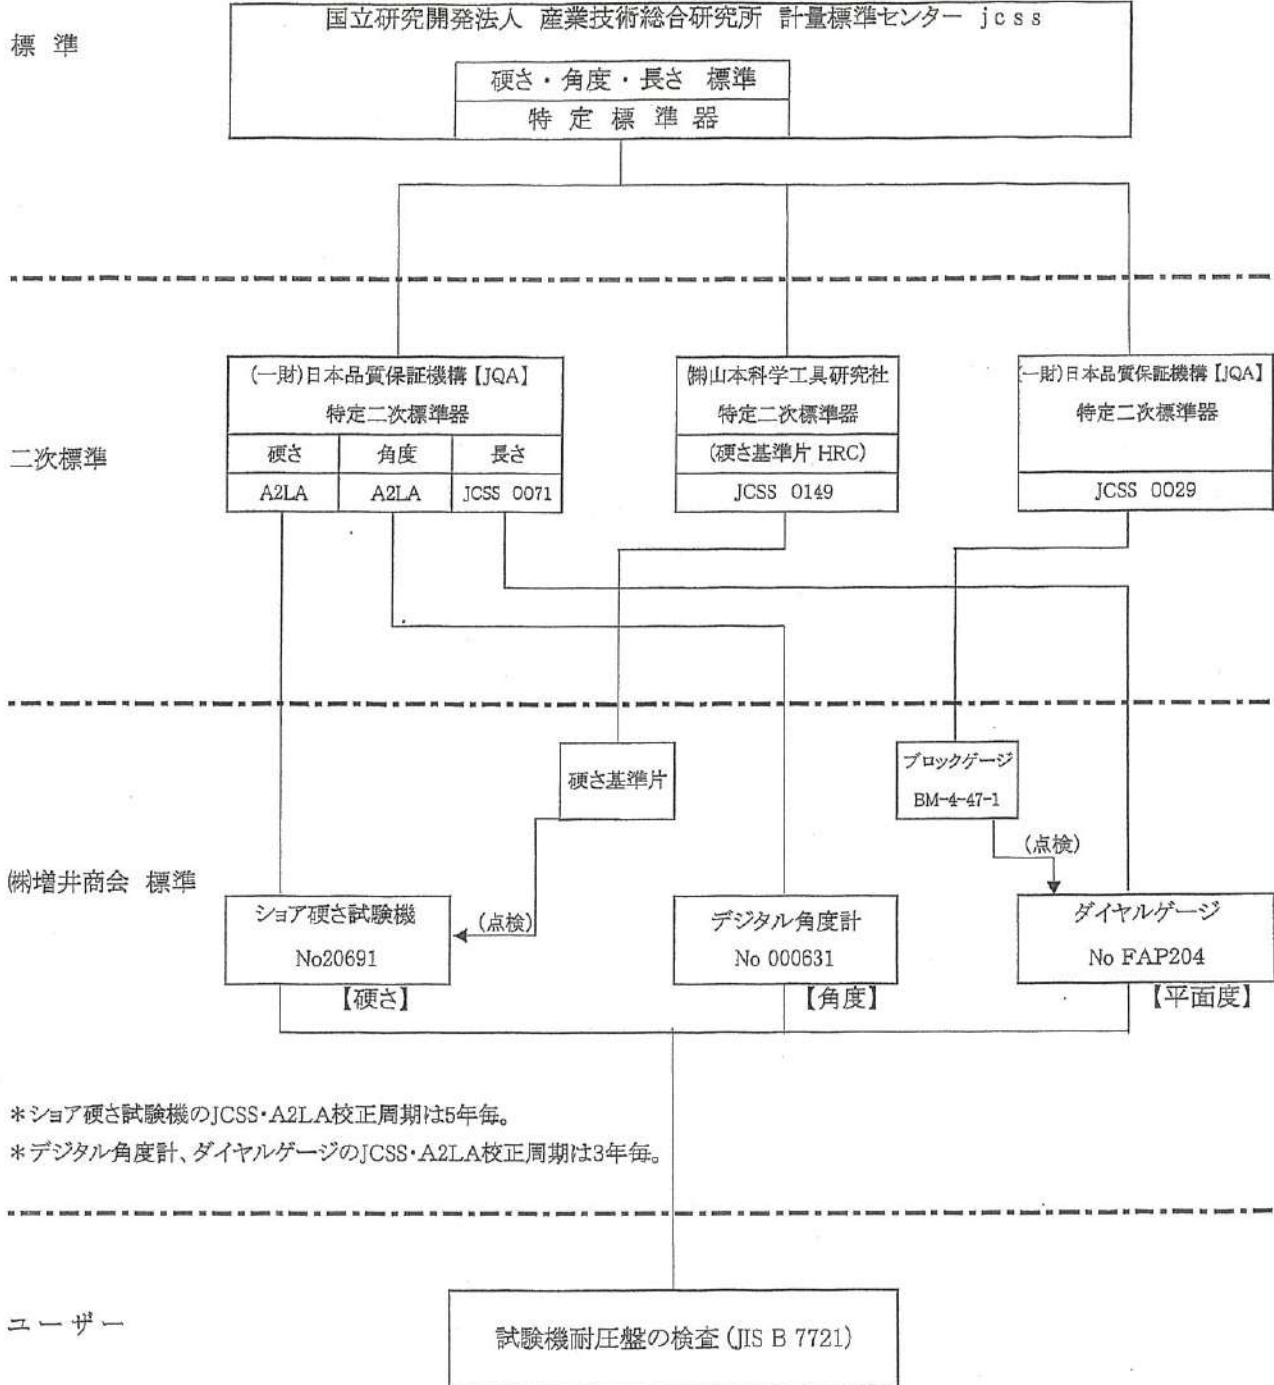 国立研究開発法人 産業技術総合研究所 計量標準センター jcss
標 準
硬さ・角度・長さ 標準
特 定 標 準 器
(一財)日本品質保証機構【JQA】
特定二次標準器
硬さ 角度 長さ
A2LA A2LA JCSS 0071
㈱山本科学工具研究社
特定二次標準器
(硬さ基準片 HRC)
JCSS 0149
(一財)日本品質保証機構【JQA】
特定二次標準器
JCSS 0029
二次標準
硬さ基準片
ブロックゲージ
BM-4-47-1
(点検)
㈱増井商会 標準
ショア硬さ試験機
No20691
(点検)
【硬さ】
デジタル角度計
No 000631
【角度】
ダイヤルゲージ
No FAP204
【平面度】
*ショア硬さ試験機のJCSS・A2LA校正周期は5年毎。
*デジタル角度計、ダイヤルゲージのJCSS・A2LA校正周期は3年毎。
ユーザー
試験機耐圧盤の検査(JIS B 7721)